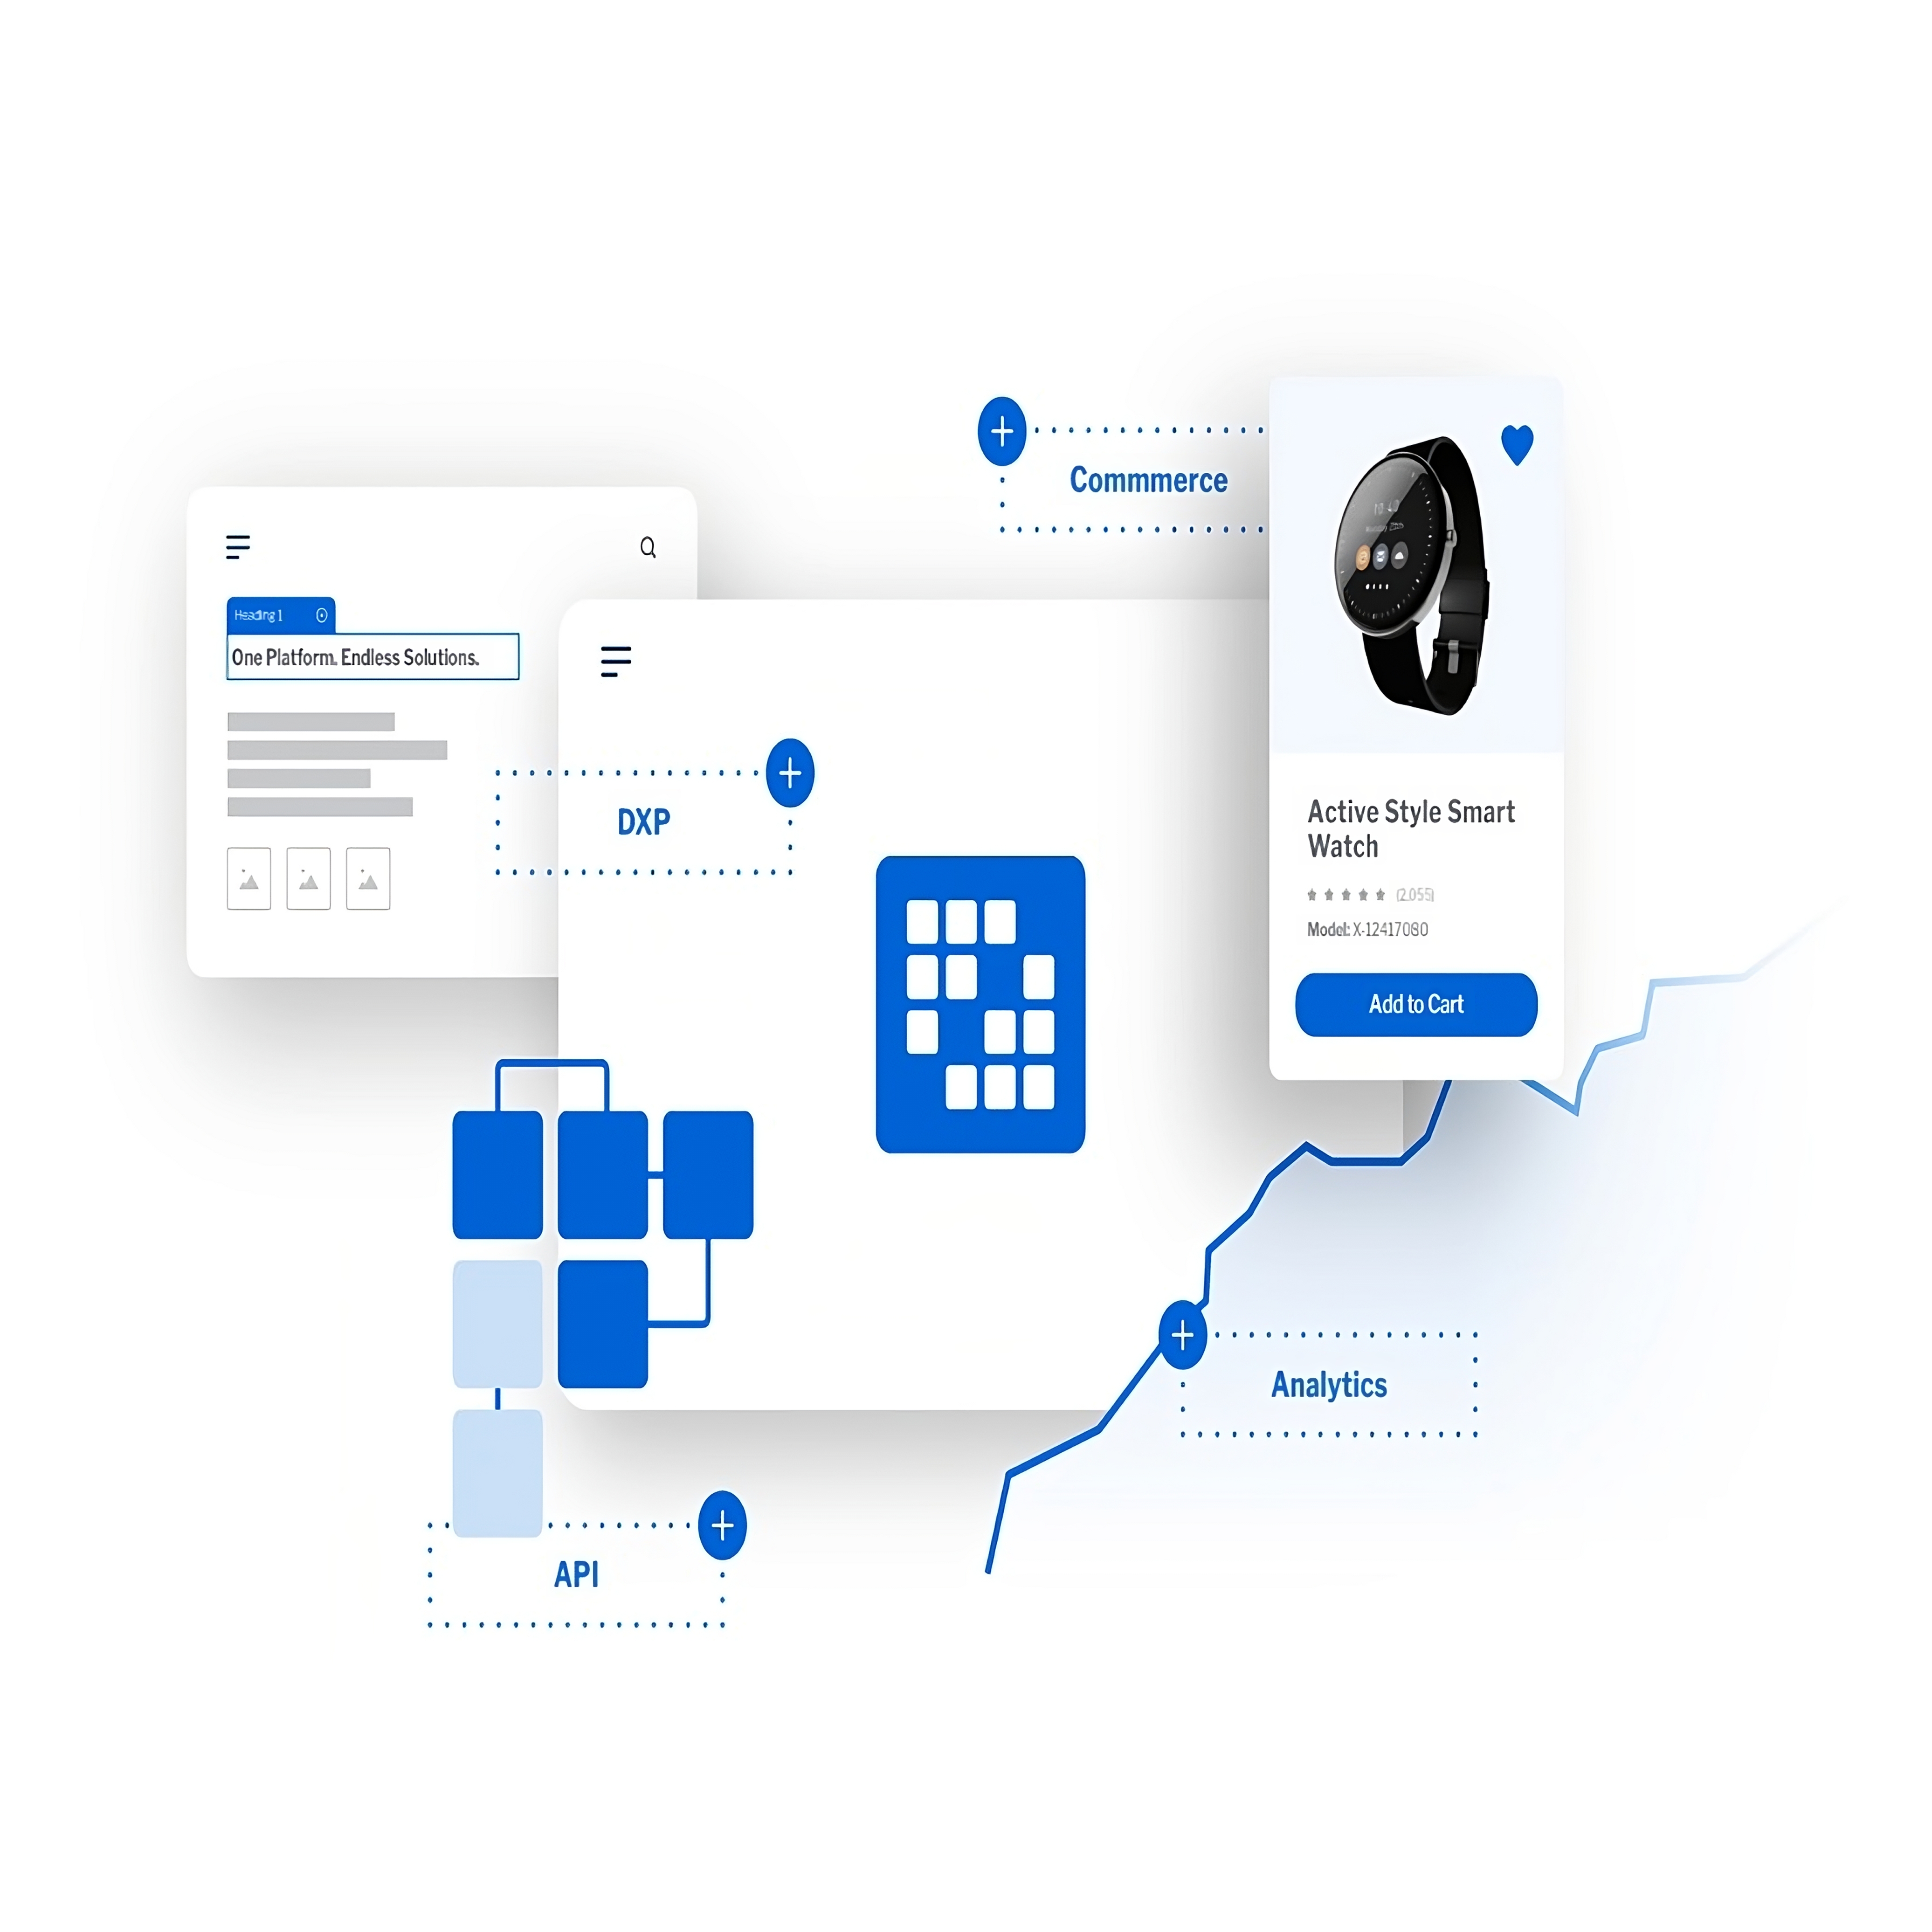 Commmerce
Heading 1
One Platform. Endless Solutions.
DXP
Active Style Smart
Watch
(2.055)
Model: X-12417080
Add to Cart
Analytics
API